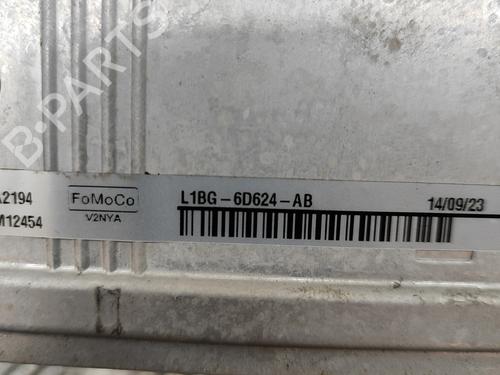 B-PARTS
A2194
M12454
FoMoCo
V2NYA
L1BG-6D624-AB
14/09/23